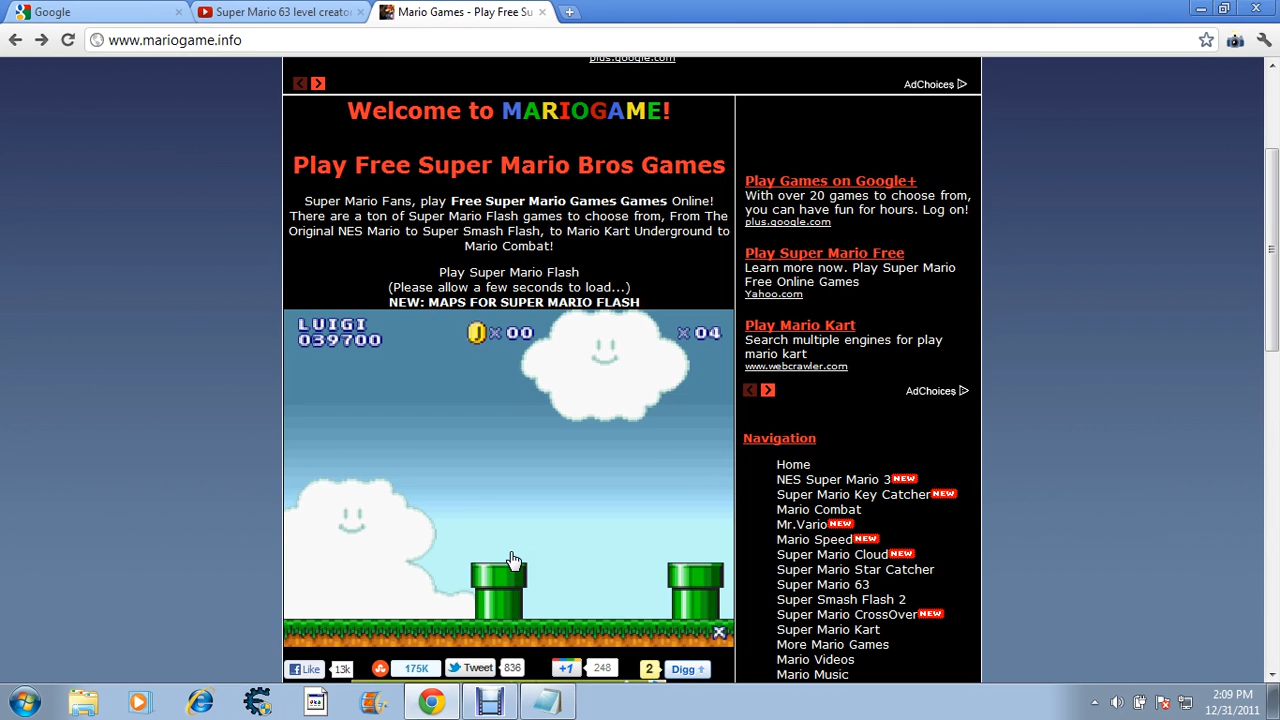 Google
Super Mario 63 level creator
Mario Games - Play Free Su
www.mariogame.info
plus.google.com
AdChoices
Welcome to MARIOGAME!
Play Free Super Mario Bros Games
Super Mario Fans, play Free Super Mario Games Games Online!
There are a ton of Super Mario Flash games to choose from, From The
Original NES Mario to Super Smash Flash, to Mario Kart Underground to
Mario Combat!
Play Super Mario Flash
(Please allow a few seconds to load...)
NEW: MAPS FOR SUPER MARIO FLASH
LUIGI
039700
J × 00
× 04
Like
13k
175K
Tweet
836
+1
248
2
Digg
Play Games on Google+
With over 20 games to choose from,
you can have fun for hours. Log on!
plus.google.com
Play Super Mario Free
Learn more now. Play Super Mario
Free Online Games
Yahoo.com
Play Mario Kart
Search multiple engines for play
mario kart
www.webcrawler.com
AdChoices
Navigation
Home
NES Super Mario 3 NEW
Super Mario Key Catcher NEW
Mario Combat
Mr.Vario NEW
Mario Speed NEW
Super Mario Cloud NEW
Super Mario Star Catcher
Super Mario 63
Super Smash Flash 2
Super Mario CrossOver NEW
Super Mario Kart
More Mario Games
Mario Videos
Mario Music
2:09 PM
12/31/2011